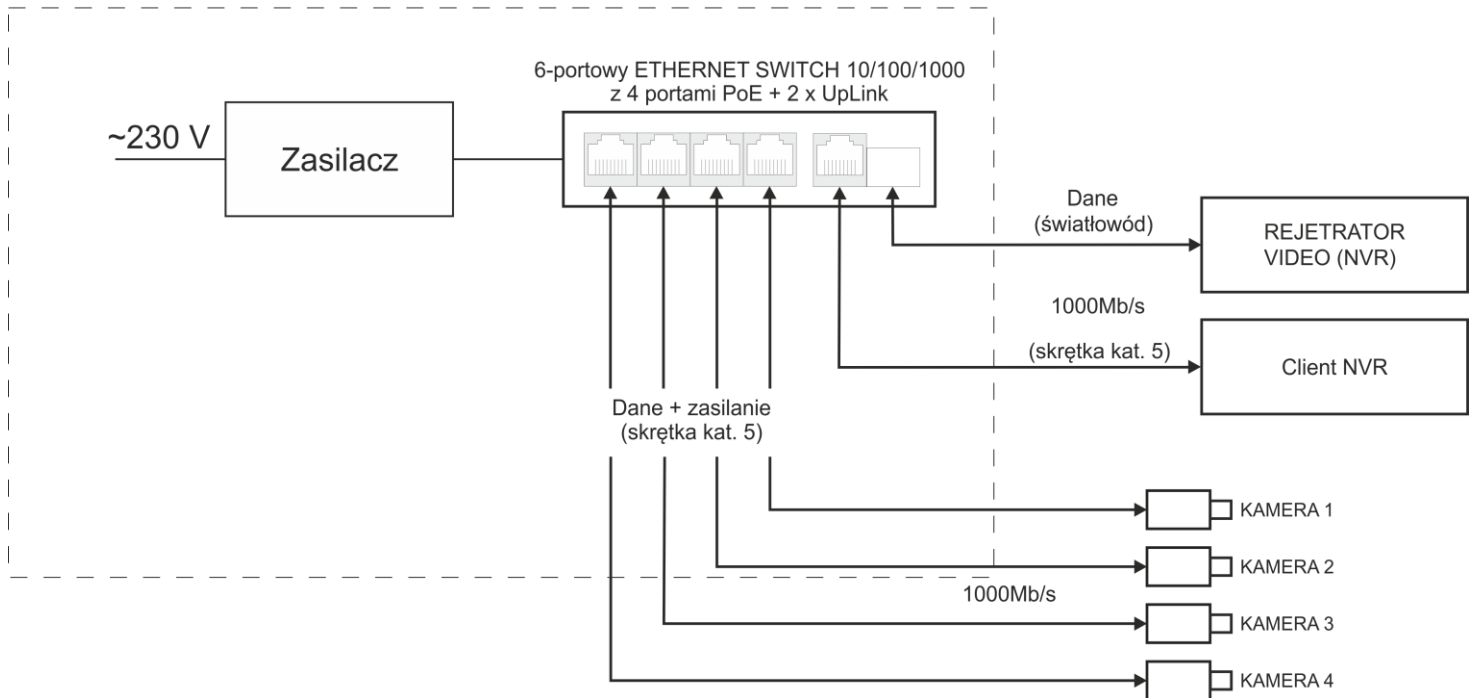 6-portowy ETHERNET SWITCH 10/100/1000
z 4 portami PoE + 2 x UpLink
~230 V
Zasilacz
Dane
(światłowód)
REJETRATOR
VIDEO (NVR)
1000Mb/s
(skrętka kat. 5)
Client NVR
Dane + zasilanie
(skrętka kat. 5)
KAMERA 1
KAMERA 2
1000Mb/s
KAMERA 3
KAMERA 4